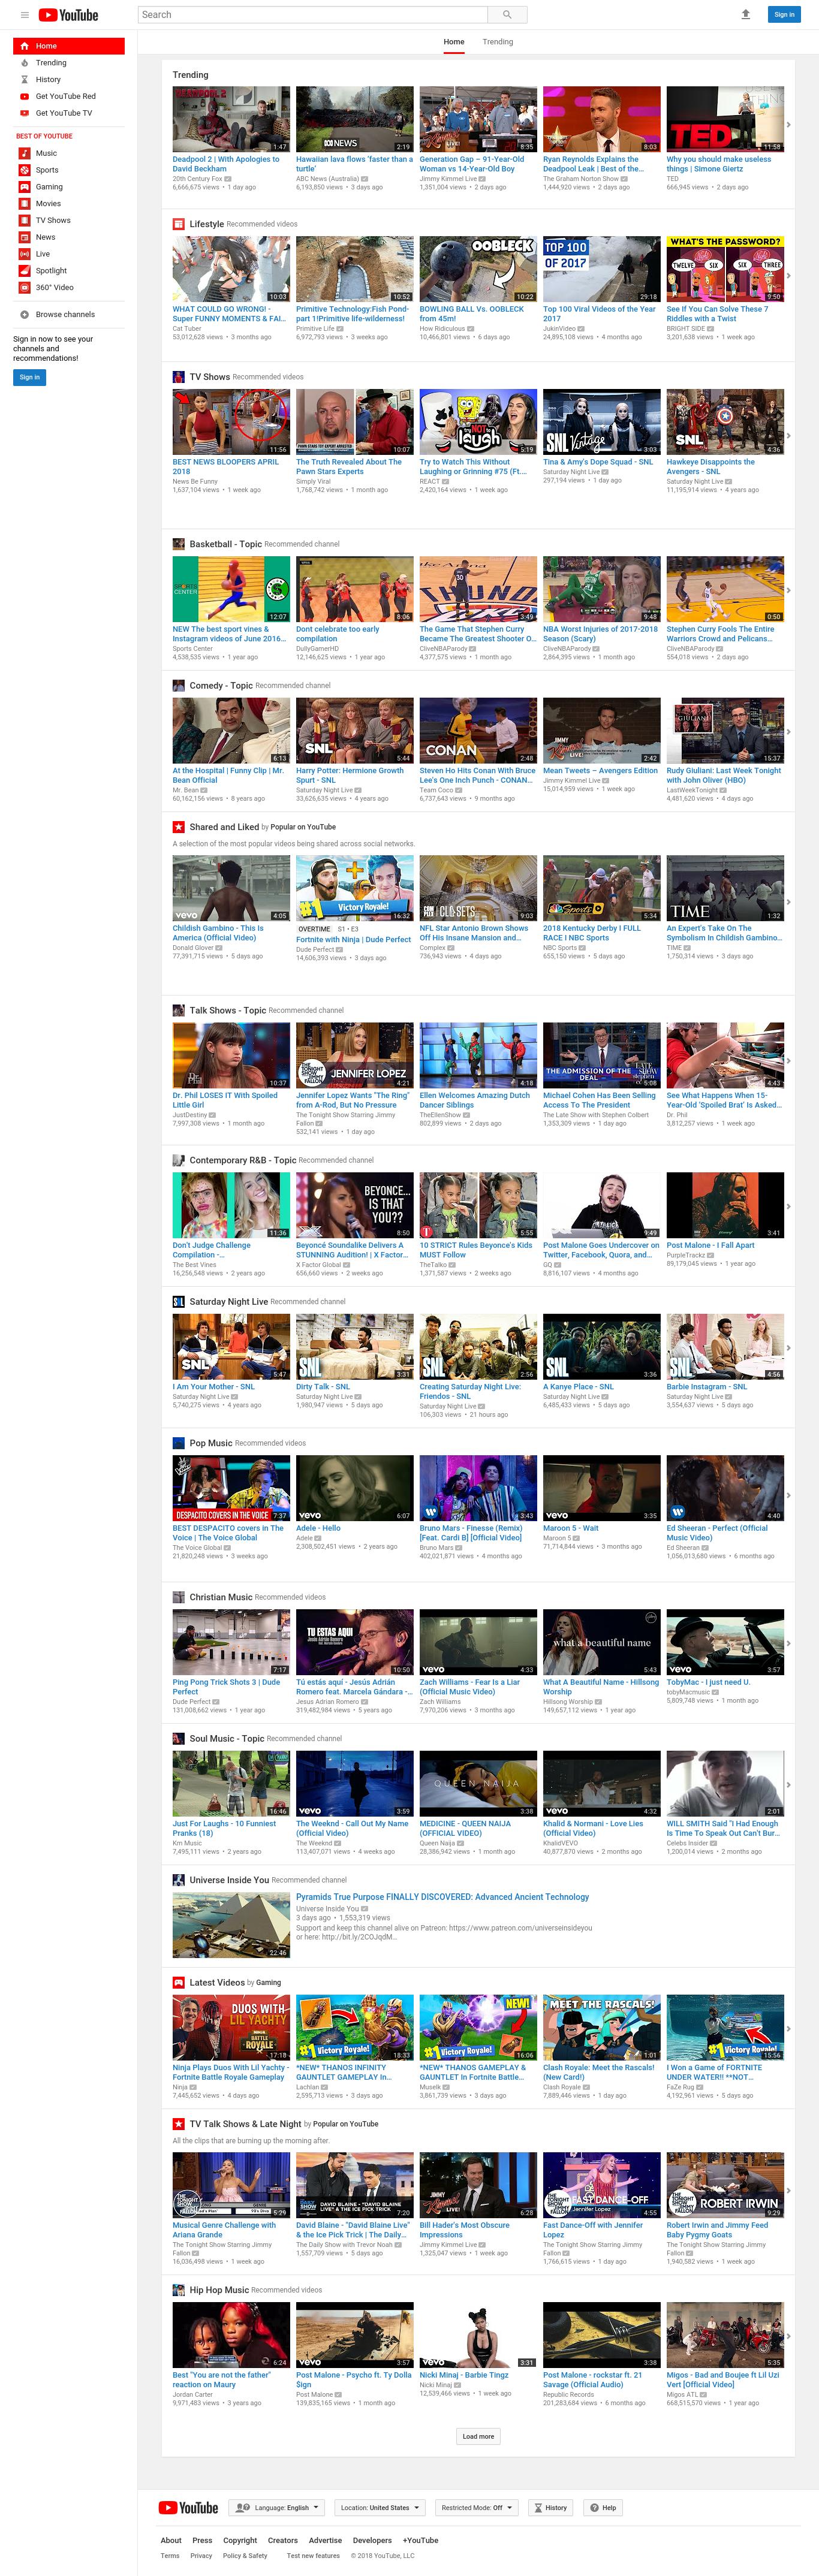 YouTube
Search
Sign in
Home
Trending
History
Get YouTube Red
Get YouTube TV
BEST OF YOUTUBE
Music
Sports
Gaming
Movies
TV Shows
News
Live
Spotlight
360° Video
Browse channels
Sign in now to see your
channels and
recommendations!
Sign in
Home Trending
Trending
DEADPOOL 2
1:47
NEWS
2:19
8:35
8:03
TED
11:58
Deadpool 2 | With Apologies to
David Beckham
20th Century Fox
6,666,675 views • 1 day ago
Hawaiian lava flows 'faster than a
turtle'
ABC News (Australia)
6,193,850 views • 3 days ago
Generation Gap – 91-Year-Old
Woman vs 14-Year-Old Boy
Jimmy Kimmel Live
1,351,004 views • 2 days ago
Ryan Reynolds Explains the
Deadpool Leak | Best of the...
The Graham Norton Show
1,444,920 views • 2 days ago
Why you should make useless
things | Simone Giertz
TED
666,945 views • 2 days ago
Lifestyle Recommended videos
10:03
10:52
OOBLECK
10:22
TOP 100
OF 2017
29:18
WHAT'S THE PASSWORD?
TWELVE SIX SIX THREE
9:50
WHAT COULD GO WRONG! -
Super FUNNY MOMENTS & FAI...
Cat Tuber
53,012,628 views • 3 months ago
Primitive Technology:Fish Pond-
part 1!Primitive life-wilderness!
Primitive Life
6,972,793 views • 3 weeks ago
BOWLING BALL Vs. OOBLECK
from 45m!
How Ridiculous
10,466,801 views • 6 days ago
Top 100 Viral Videos of the Year
2017
JukinVideo
24,895,108 views • 4 months ago
See If You Can Solve These 7
Riddles with a Twist
BRIGHT SIDE
3,201,638 views • 1 week ago
TV Shows Recommended videos
11:56
PAWN STARS TOY EXPERT ARRESTED
10:07
NOT
laugh
5:19
SNL Vintage
3:03
SNL
4:36
BEST NEWS BLOOPERS APRIL
2018
News Be Funny
1,637,104 views • 1 week ago
The Truth Revealed About The
Pawn Stars Experts
Simply Viral
1,768,742 views • 1 month ago
Try to Watch This Without
Laughing or Grinning #75 (Ft....
REACT
2,420,164 views • 1 week ago
Tina & Amy's Dope Squad - SNL
Saturday Night Live
297,194 views • 1 day ago
Hawkeye Disappoints the
Avengers - SNL
Saturday Night Live
11,195,914 views • 4 years ago
Basketball - Topic Recommended channel
SPORTS
CENTER
12:07
8:06
THUND
3:49
9:48
0:50
NEW The best sport vines &
Instagram videos of June 2016...
Sports Center
4,538,535 views • 1 year ago
Dont celebrate too early
compilation
DullyGamerHD
12,146,625 views • 1 year ago
The Game That Stephen Curry
Became The Greatest Shooter O...
CliveNBAParody
4,377,575 views • 1 month ago
NBA Worst Injuries of 2017-2018
Season (Scary)
CliveNBAParody
2,864,395 views • 1 month ago
Stephen Curry Fools The Entire
Warriors Crowd and Pelicans...
CliveNBAParody
554,018 views • 2 days ago
Comedy - Topic Recommended channel
6:13
SNL
5:44
CONAN
2:48
JIMMY
Kimmel
LIVE!
2:42
GIULIANI
15:37
At the Hospital | Funny Clip | Mr.
Bean Official
Mr. Bean
60,162,156 views • 8 years ago
Harry Potter: Hermione Growth
Spurt - SNL
Saturday Night Live
33,626,635 views • 4 years ago
Steven Ho Hits Conan With Bruce
Lee's One Inch Punch - CONAN...
Team Coco
6,737,643 views • 9 months ago
Mean Tweets – Avengers Edition
Jimmy Kimmel Live
15,014,959 views • 1 week ago
Rudy Giuliani: Last Week Tonight
with John Oliver (HBO)
LastWeekTonight
4,481,620 views • 4 days ago
Shared and Liked by Popular on YouTube
A selection of the most popular videos being shared across social networks.
vevo
4:05
#1 Victory Royale!
16:32
COMPLEX CLOSETS
9:03
NBC Sports
5:34
TIME
1:32
Childish Gambino - This Is
America (Official Video)
Donald Glover
77,391,715 views • 5 days ago
OVERTIME S1 • E3
Fortnite with Ninja | Dude Perfect
Dude Perfect
14,606,393 views • 3 days ago
NFL Star Antonio Brown Shows
Off His Insane Mansion and...
Complex
736,943 views • 4 days ago
2018 Kentucky Derby I FULL
RACE I NBC Sports
NBC Sports
655,150 views • 5 days ago
An Expert's Take On The
Symbolism In Childish Gambino...
TIME
1,750,314 views • 3 days ago
Talk Shows - Topic Recommended channel
Dr. Phil
10:37
THE TONIGHT SHOW FALLON
JENNIFER LOPEZ
4:21
4:18
THE ADMISSION OF THE DEAL
5:08
4:43
Dr. Phil LOSES IT With Spoiled
Little Girl
JustDestiny
7,997,308 views • 1 month ago
Jennifer Lopez Wants "The Ring"
from A-Rod, But No Pressure
The Tonight Show Starring Jimmy
Fallon
532,141 views • 1 day ago
Ellen Welcomes Amazing Dutch
Dancer Siblings
TheEllenShow
802,899 views • 2 days ago
Michael Cohen Has Been Selling
Access To The President
The Late Show with Stephen Colbert
1,353,309 views • 1 day ago
See What Happens When 15-
Year-Old 'Spoiled Brat' Is Asked...
Dr. Phil
3,812,257 views • 1 week ago
Contemporary R&B - Topic Recommended channel
11:36
BEYONCE...
IS THAT
YOU??
8:50
5:55
9:49
3:41
Don't Judge Challenge
Compilation -...
The Best Vines
16,256,548 views • 2 years ago
Beyoncé Soundalike Delivers A
STUNNING Audition! | X Factor...
X Factor Global
656,660 views • 2 weeks ago
10 STRICT Rules Beyonce's Kids
MUST Follow
TheTalko
1,371,587 views • 2 weeks ago
Post Malone Goes Undercover on
Twitter, Facebook, Quora, and...
GQ
8,816,107 views • 4 months ago
Post Malone - I Fall Apart
PurpleTrackz
89,179,045 views • 1 year ago
Saturday Night Live Recommended channel
SNL
5:47
SNL
3:31
SNL
2:56
SNL
3:36
SNL
4:56
I Am Your Mother - SNL
Saturday Night Live
5,740,275 views • 4 years ago
Dirty Talk - SNL
Saturday Night Live
1,980,947 views • 5 days ago
Creating Saturday Night Live:
Friendos - SNL
Saturday Night Live
106,303 views • 21 hours ago
A Kanye Place - SNL
Saturday Night Live
6,485,433 views • 5 days ago
Barbie Instagram - SNL
Saturday Night Live
3,554,637 views • 5 days ago
Pop Music Recommended videos
DESPACITO COVERS IN THE VOICE
7:37
vevo
6:07
3:43
vevo
3:35
4:40
BEST DESPACITO covers in The
Voice | The Voice Global
The Voice Global
21,820,248 views • 3 weeks ago
Adele - Hello
Adele
2,308,502,451 views • 2 years ago
Bruno Mars - Finesse (Remix)
[Feat. Cardi B] [Official Video]
Bruno Mars
402,021,871 views • 4 months ago
Maroon 5 - Wait
Maroon 5
71,714,844 views • 3 months ago
Ed Sheeran - Perfect (Official
Music Video)
Ed Sheeran
1,056,013,680 views • 6 months ago
Christian Music Recommended videos
7:17
TU ESTAS AQUI
10:50
vevo
4:33
what a beautiful name
5:43
vevo
3:57
Ping Pong Trick Shots 3 | Dude
Perfect
Dude Perfect
131,008,662 views • 1 year ago
Tú estás aquí - Jesús Adrián
Romero feat. Marcela Gándara -...
Jesus Adrian Romero
319,482,984 views • 5 years ago
Zach Williams - Fear Is a Liar
(Official Music Video)
Zach Williams
7,970,206 views • 3 months ago
What A Beautiful Name - Hillsong
Worship
Hillsong Worship
149,657,112 views • 1 year ago
TobyMac - I just need U.
tobyMacmusic
5,809,748 views • 1 month ago
Soul Music - Topic Recommended channel
16:46
vevo
3:59
QUEEN NAIJA
3:38
vevo
4:32
2:01
Just For Laughs - 10 Funniest
Pranks (18)
Km Music
7,495,111 views • 2 years ago
The Weeknd - Call Out My Name
(Official Video)
The Weeknd
113,407,071 views • 4 weeks ago
MEDICINE - QUEEN NAIJA
(OFFICIAL VIDEO)
Queen Naija
28,386,942 views • 1 month ago
Khalid & Normani - Love Lies
(Official Video)
KhalidVEVO
40,877,870 views • 2 months ago
WILL SMITH Said "I Had Enough
Is Time To Speak Out Can't Bur...
Celebs Insider
1,200,014 views • 2 months ago
Universe Inside You Recommended channel
22:46
Pyramids True Purpose FINALLY DISCOVERED: Advanced Ancient Technology
Universe Inside You
3 days ago • 1,553,319 views
Support and keep this channel alive on Patreon: https://www.patreon.com/universeinsideyou
or here: http://bit.ly/2COJqdM...
Latest Videos by Gaming
DUOS WITH
LIL YACHTY
BATTLE ROYALE
17:18
#1 Victory Royale!
18:33
NEW!
#1 Victory Royale!
16:06
MEET THE RASCALS!
1:01
#1 Victory Royale!
15:56
Ninja Plays Duos With Lil Yachty -
Fortnite Battle Royale Gameplay
Ninja
7,445,652 views • 4 days ago
*NEW* THANOS INFINITY
GAUNTLET GAMEPLAY In...
Lachlan
2,595,713 views • 3 days ago
*NEW* THANOS GAMEPLAY &
GAUNTLET In Fortnite Battle...
Muselk
3,861,739 views • 3 days ago
Clash Royale: Meet the Rascals!
(New Card!)
Clash Royale
7,889,446 views • 1 day ago
I Won a Game of FORTNITE
UNDER WATER!! **NOT...
FaZe Rug
4,192,961 views • 5 days ago
TV Talk Shows & Late Night by Popular on YouTube
All the clips that are burning up the morning after.
5:29
DAVID BLAINE - "DAVID BLAINE
LIVE" & THE ICE PICK TRICK
7:20
JIMMY
Kimmel
LIVE!
6:28
FAST DANCE-OFF
Jennifer Lopez
4:55
ROBERT IRWIN
9:29
Musical Genre Challenge with
Ariana Grande
The Tonight Show Starring Jimmy
Fallon
16,036,498 views • 1 week ago
David Blaine - "David Blaine Live"
& the Ice Pick Trick | The Daily...
The Daily Show with Trevor Noah
1,557,709 views • 5 days ago
Bill Hader's Most Obscure
Impressions
Jimmy Kimmel Live
1,325,047 views • 1 week ago
Fast Dance-Off with Jennifer
Lopez
The Tonight Show Starring Jimmy
Fallon
1,766,615 views • 1 day ago
Robert Irwin and Jimmy Feed
Baby Pygmy Goats
The Tonight Show Starring Jimmy
Fallon
1,940,582 views • 1 week ago
Hip Hop Music Recommended videos
6:24
vevo
3:57
vevo
3:31
3:38
5:35
Best "You are not the father"
reaction on Maury
Jordan Carter
9,971,483 views • 3 years ago
Post Malone - Psycho ft. Ty Dolla
$ign
Post Malone
139,835,165 views • 1 month ago
Nicki Minaj - Barbie Tingz
Nicki Minaj
12,539,466 views • 1 week ago
Post Malone - rockstar ft. 21
Savage (Official Audio)
Republic Records
201,283,684 views • 6 months ago
Migos - Bad and Boujee ft Lil Uzi
Vert [Official Video]
Migos ATL
668,515,570 views • 1 year ago
Load more
YouTube
Language: English
Location: United States
Restricted Mode: Off
History
Help
About Press Copyright Creators Advertise Developers +YouTube
Terms Privacy Policy & Safety Test new features © 2018 YouTube, LLC